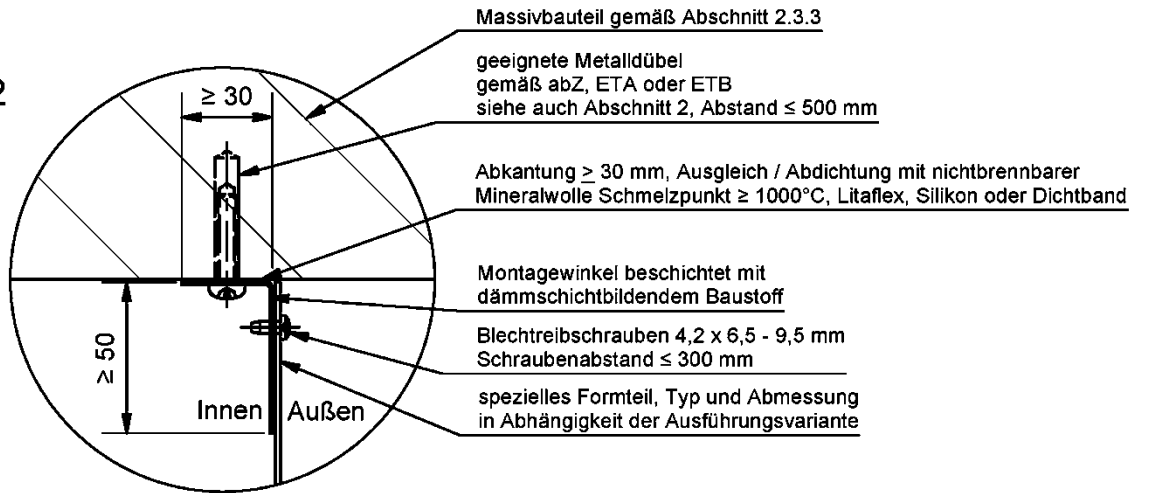 Massivbauteil gemäß Abschnitt 2.3.3
geeignete Metalldübel
gemäß abZ, ETA oder ETB
siehe auch Abschnitt 2, Abstand ≤ 500 mm
≥ 30
Abkantung ≥ 30 mm, Ausgleich / Abdichtung mit nichtbrennbarer
Mineralwolle Schmelzpunkt ≥ 1000°C, Litaflex, Silikon oder Dichtband
Montagewinkel beschichtet mit
dämmschichtbildendem Baustoff
Blechtreibschrauben 4,2 x 6,5 - 9,5 mm
Schraubenabstand ≤ 300 mm
≥ 50
spezielles Formteil, Typ und Abmessung
in Abhängigkeit der Ausführungsvariante
Innen
Außen